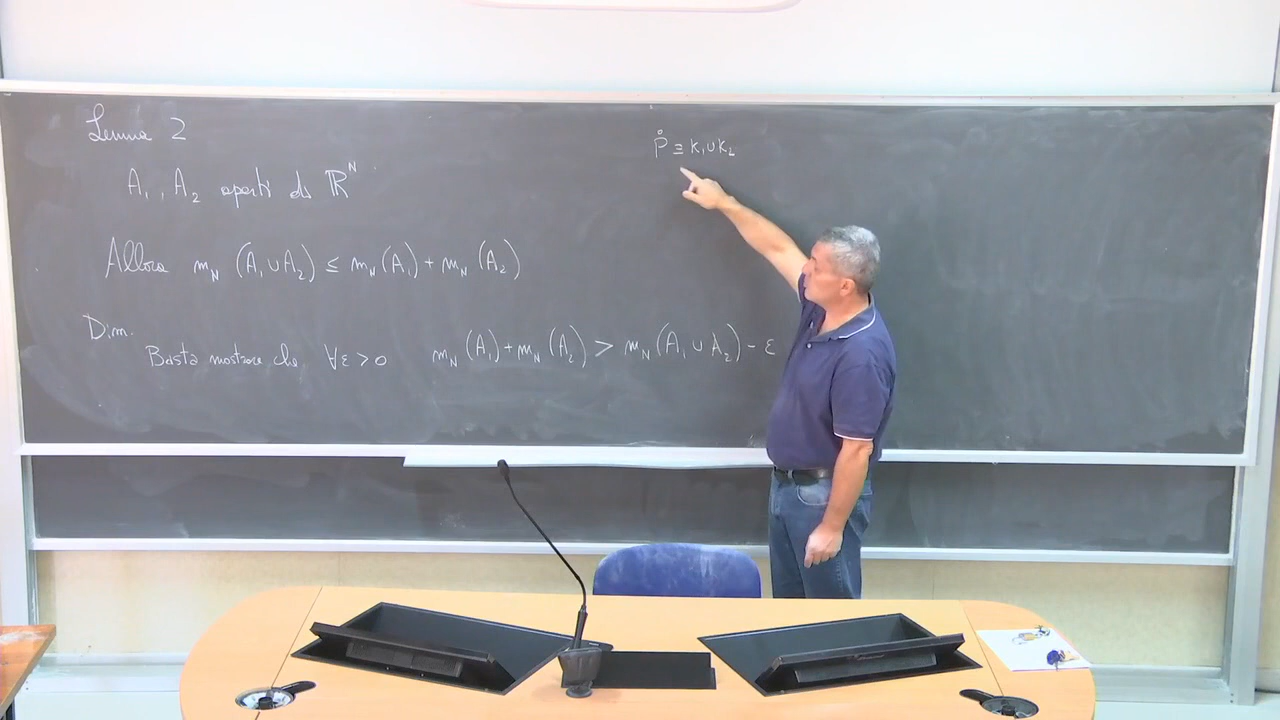 Lemma 2
A₁, A₂ aperti di ℝᴺ
Allora m_N (A₁∪A₂) ≤ m_N(A₁) + m_N(A₂)
Dim.
Basta mostrare che ∀ε>0 m_N(A₁)+m_N(A₂) > m_N(A₁∪A₂) - ε
P̊ ≡ K₁∪K₂